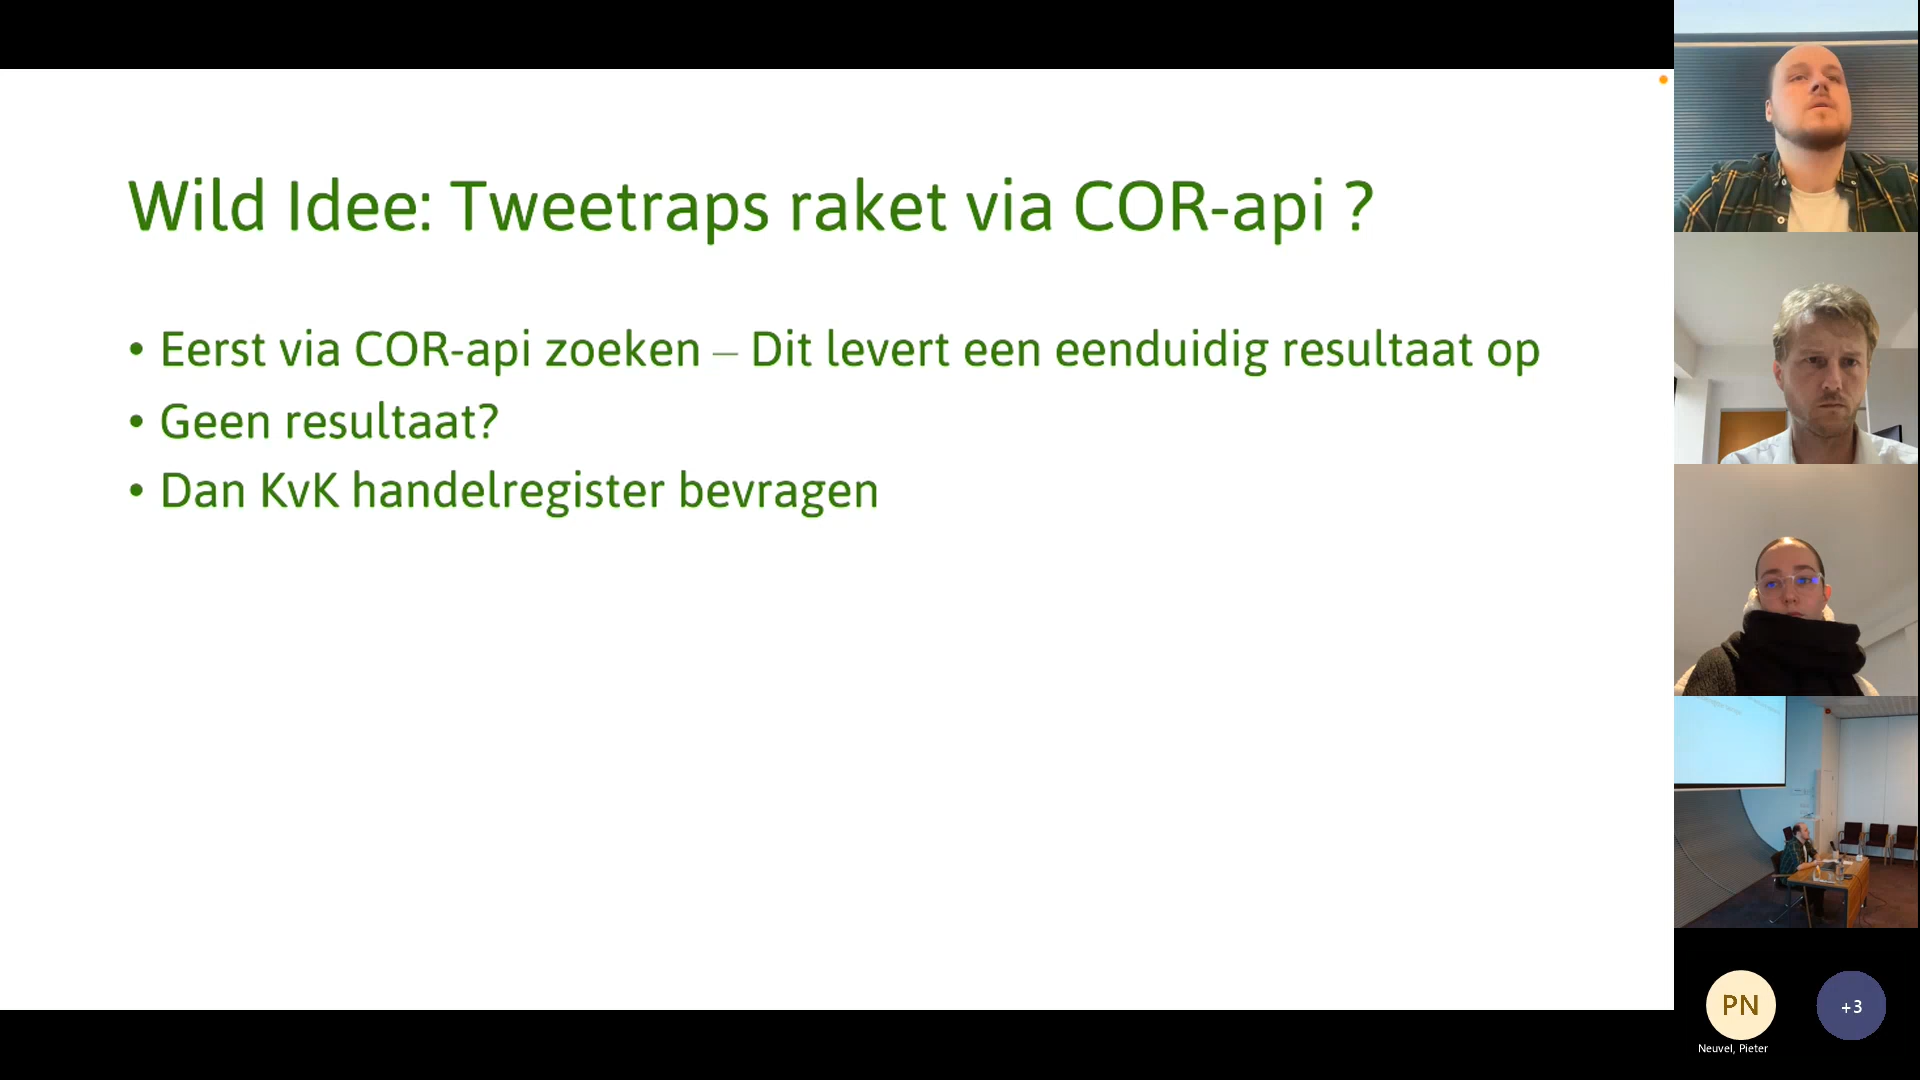 Wild Idee: Tweetraps raket via COR-api ?
• Eerst via COR-api zoeken – Dit levert een eenduidig resultaat op
• Geen resultaat?
• Dan KvK handelregister bevragen
PN
+3
Neuvel, Pieter